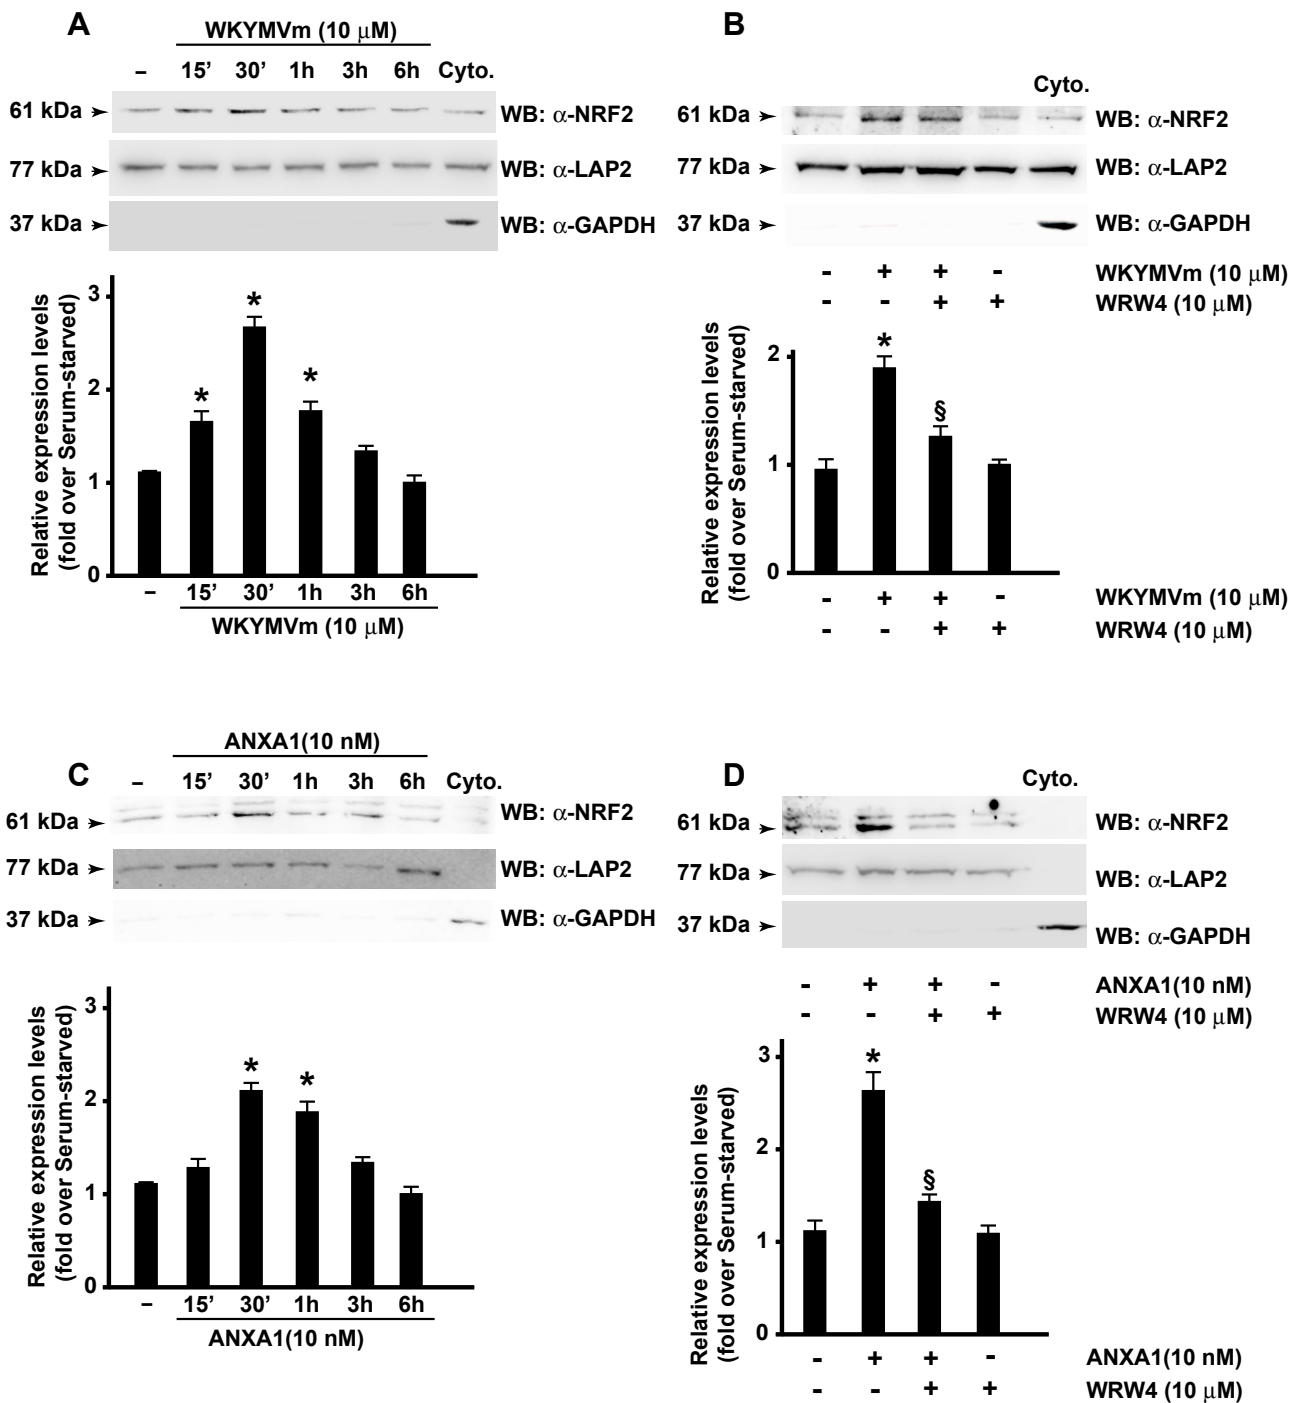 A
WKYMVm (10 μM)
– 15’ 30’ 1h 3h 6h Cyto.
61 kDa WB: α-NRF2
77 kDa WB: α-LAP2
37 kDa WB: α-GAPDH
Relative expression levels
(fold over Serum-starved)
3
2
1
0
* * *
– 15’ 30’ 1h 3h 6h
WKYMVm (10 μM)
B
Cyto.
61 kDa WB: α-NRF2
77 kDa WB: α-LAP2
37 kDa WB: α-GAPDH
- + + - WKYMVm (10 μM)
- - + + WRW4 (10 μM)
Relative expression levels
(fold over Serum-starved)
2
1
0
* §
- + + - WKYMVm (10 μM)
- - + + WRW4 (10 μM)
C
ANXA1(10 nM)
– 15’ 30’ 1h 3h 6h Cyto.
61 kDa WB: α-NRF2
77 kDa WB: α-LAP2
37 kDa WB: α-GAPDH
Relative expression levels
(fold over Serum-starved)
3
2
1
0
* *
– 15’ 30’ 1h 3h 6h
ANXA1(10 nM)
D
Cyto.
61 kDa WB: α-NRF2
77 kDa WB: α-LAP2
37 kDa WB: α-GAPDH
- + + - ANXA1(10 nM)
- - + + WRW4 (10 μM)
Relative expression levels
(fold over Serum-starved)
3
2
1
0
* §
- + + - ANXA1(10 nM)
- - + + WRW4 (10 μM)